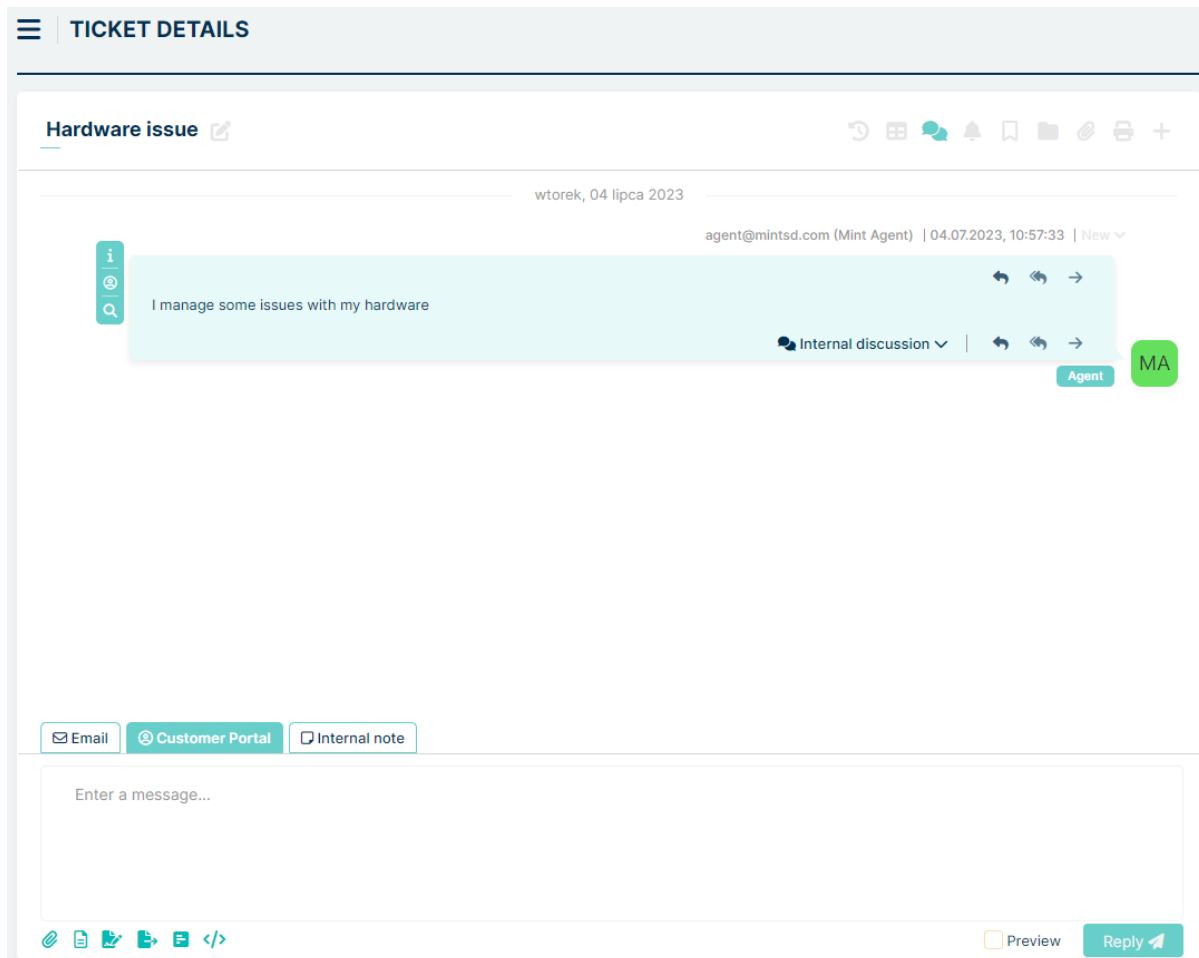 TICKET DETAILS
Hardware issue
wtorek, 04 lipca 2023
agent@mintsd.com (Mint Agent) | 04.07.2023, 10:57:33 | New
I manage some issues with my hardware
Internal discussion
MA
Agent
Email Customer Portal Internal note
Enter a message...
Preview Reply